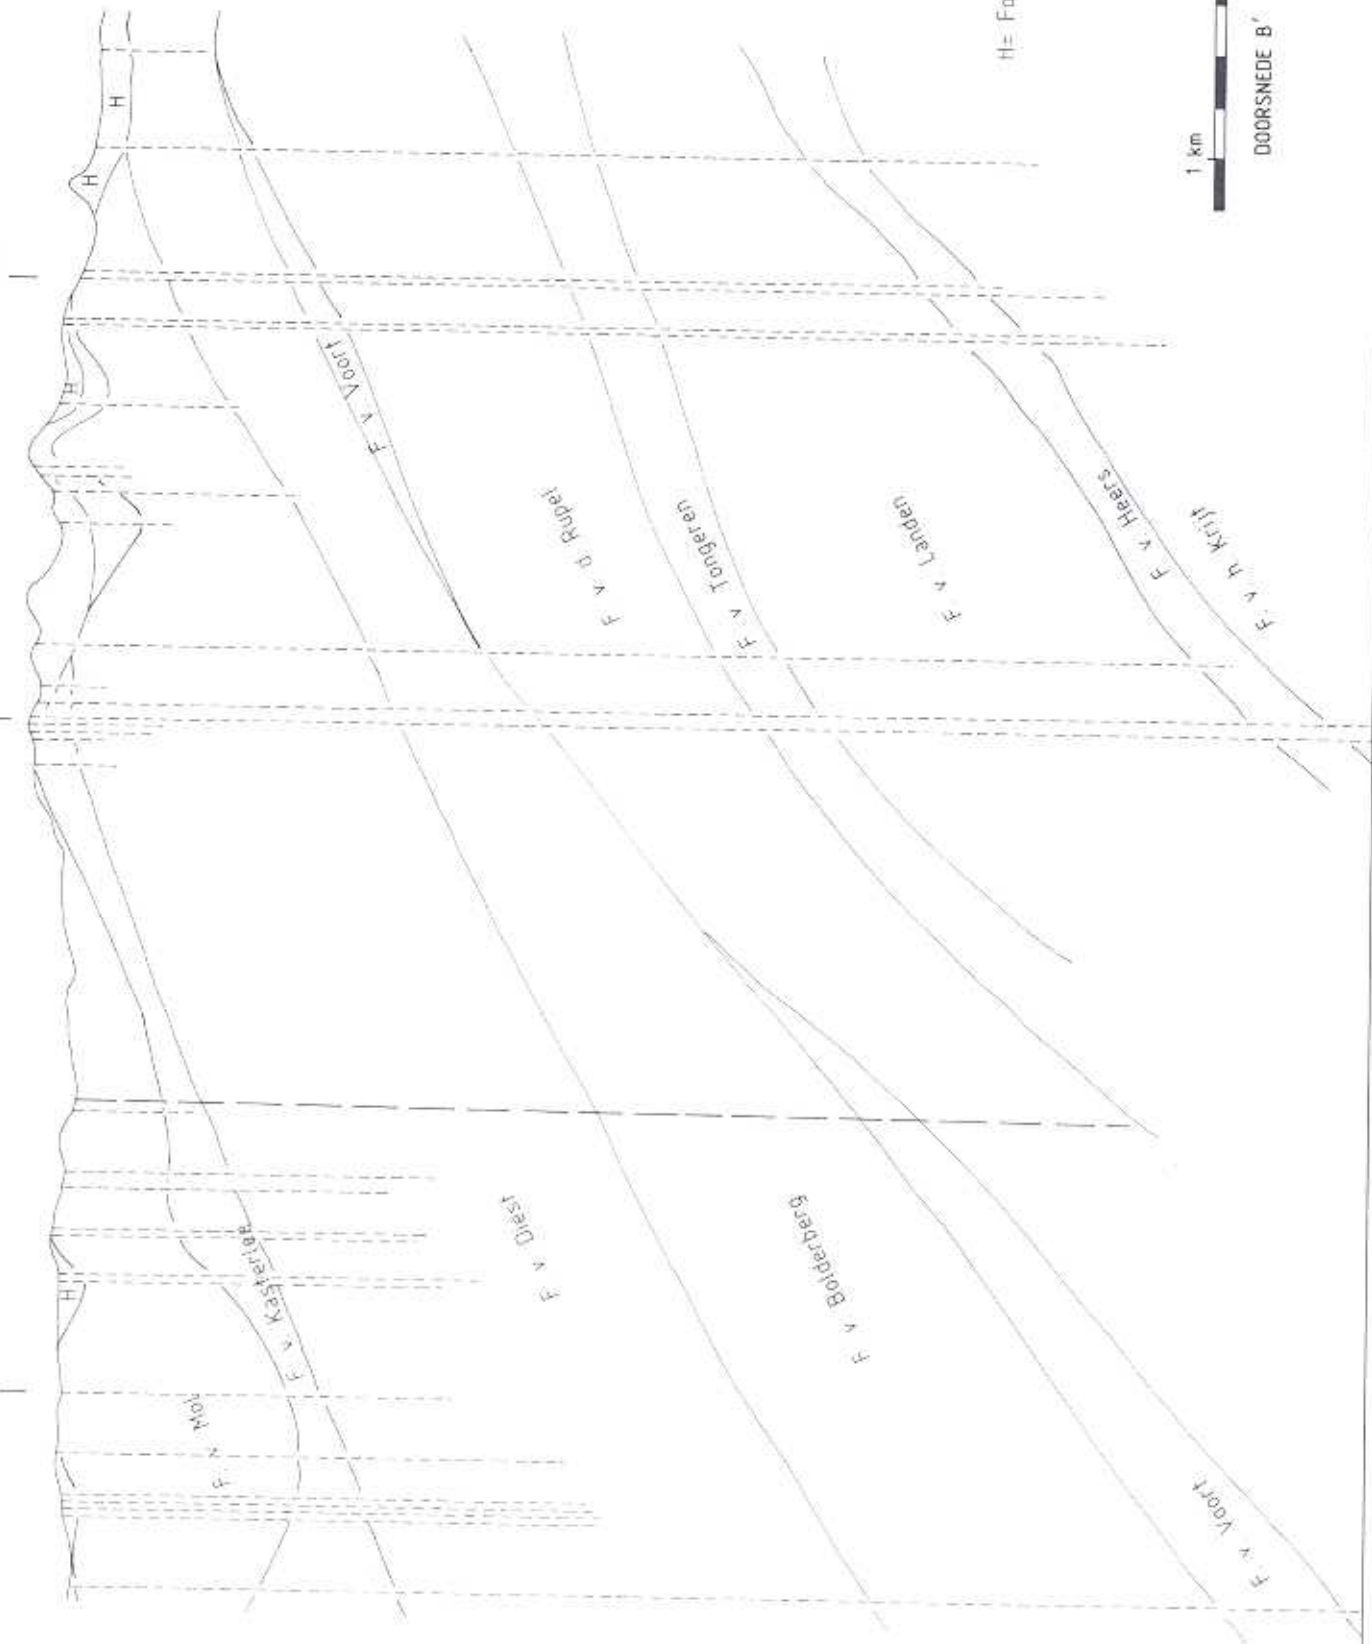 H
H
H
F v. Voort
F v d Rupel
F. v Tongeren
F. v Landen
F v. Heers
F. v. h Krijt
H= Fo
1 km
DOORSNEDE B'
H
F. v Mol
F v Kasterlee
F v Diest
F v Bolderberg
F. v. Voort